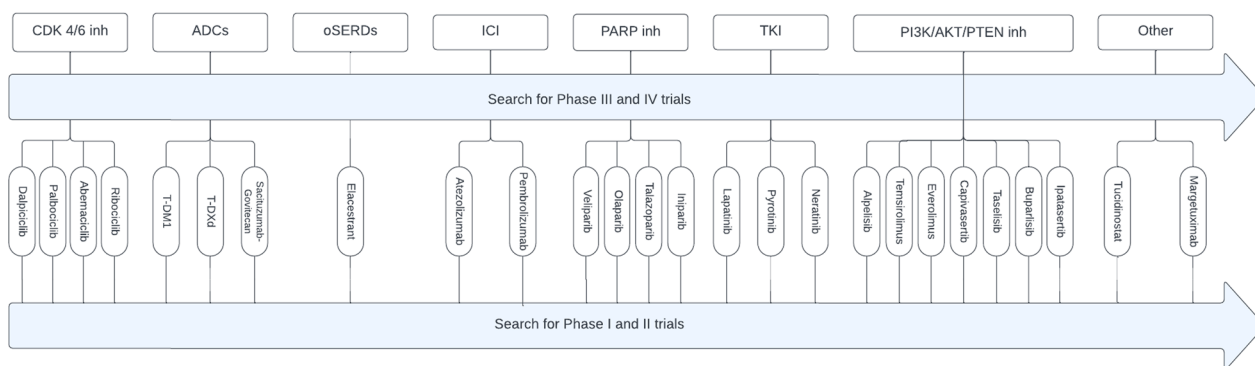 CDK 4/6 inh
ADCs
oSERDs
ICI
PARP inh
TKI
PI3K/AKT/PTEN inh
Other
Search for Phase III and IV trials
Dalpiciclib
Palbociclib
Abemaciclib
Ribociclib
T-DM1
T-DXd
Sacituzumab-
Govitecan
Elacestrant
Atezolizumab
Pembrolizumab
Veliparib
Olaparib
Talazoparib
Iniparib
Lapatinib
Pyrotinib
Neratinib
Alpelisib
Temsirolimus
Everolimus
Capivasertib
Taselisib
Buparlisib
Ipatasertib
Tucidinostat
Margetuximab
Search for Phase I and II trials